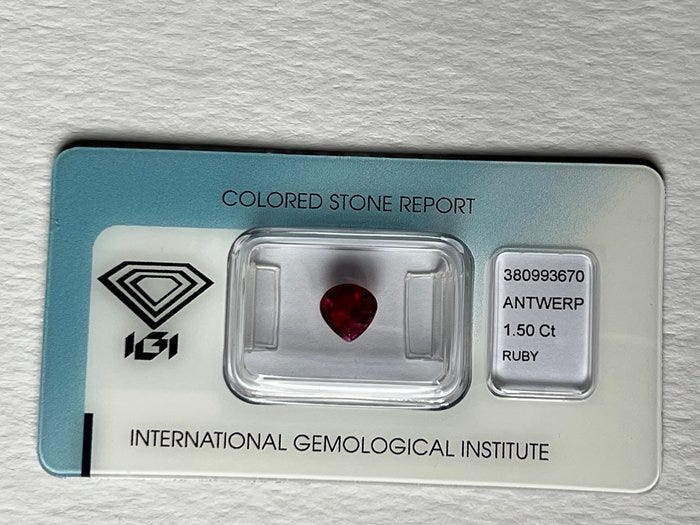 COLORED STONE REPORT
IGI
380993670
ANTWERP
1.50 Ct
RUBY
INTERNATIONAL GEMOLOGICAL INSTITUTE